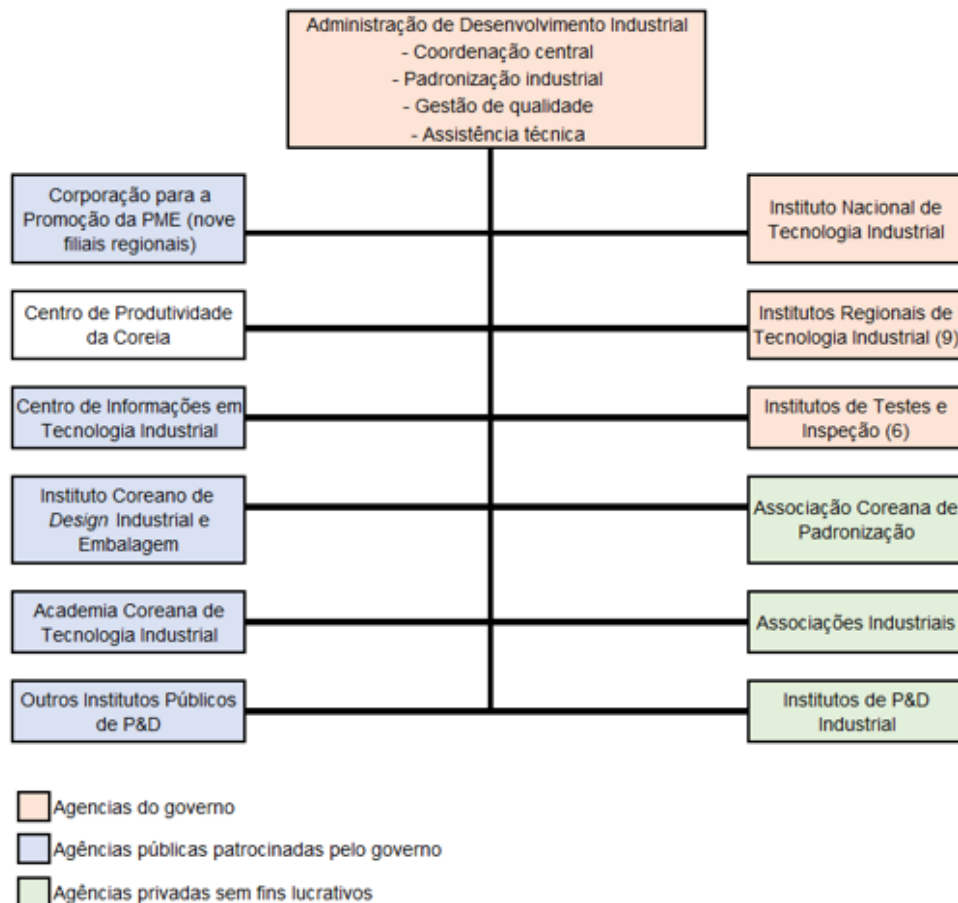 Administração de Desenvolvimento Industrial
- Coordenação central
- Padronização industrial
- Gestão de qualidade
- Assistência técnica
Corporação para a
Promoção da PME (nove
filiais regionais)
Instituto Nacional de
Tecnologia Industrial
Centro de Produtividade
da Coreia
Institutos Regionais de
Tecnologia Industrial (9)
Centro de Informações em
Tecnologia Industrial
Institutos de Testes e
Inspeção (6)
Instituto Coreano de
Design Industrial e
Embalagem
Associação Coreana de
Padronização
Academia Coreana de
Tecnologia Industrial
Associações Industriais
Outros Institutos Públicos
de P&D
Institutos de P&D
Industrial
Agencias do governo
Agências públicas patrocinadas pelo governo
Agências privadas sem fins lucrativos